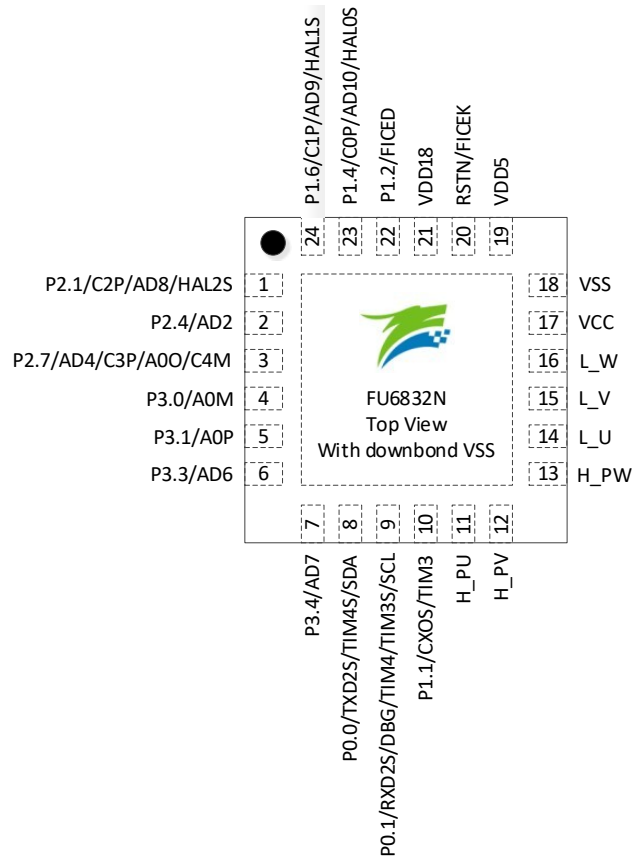 P1.6/C1P/AD9/HAL1S
P1.4/C0P/AD10/HAL0S
P1.2/FICED
VDD18
RSTN/FICEK
VDD5
24
23
22
21
20
19
P2.1/C2P/AD8/HAL2S 1
P2.4/AD2 2
P2.7/AD4/C3P/A0O/C4M 3
P3.0/A0M 4
P3.1/A0P 5
P3.3/AD6 6
FU6832N
Top View
With downbond VSS
18 VSS
17 VCC
16 L_W
15 L_V
14 L_U
13 H_PW
7
8
9
10
11
12
P3.4/AD7
P0.0/TXD2S/TIM4S/SDA
P0.1/RXD2S/DBG/TIM4/TIM3S/SCL
P1.1/CXOS/TIM3
H_PU
H_PV